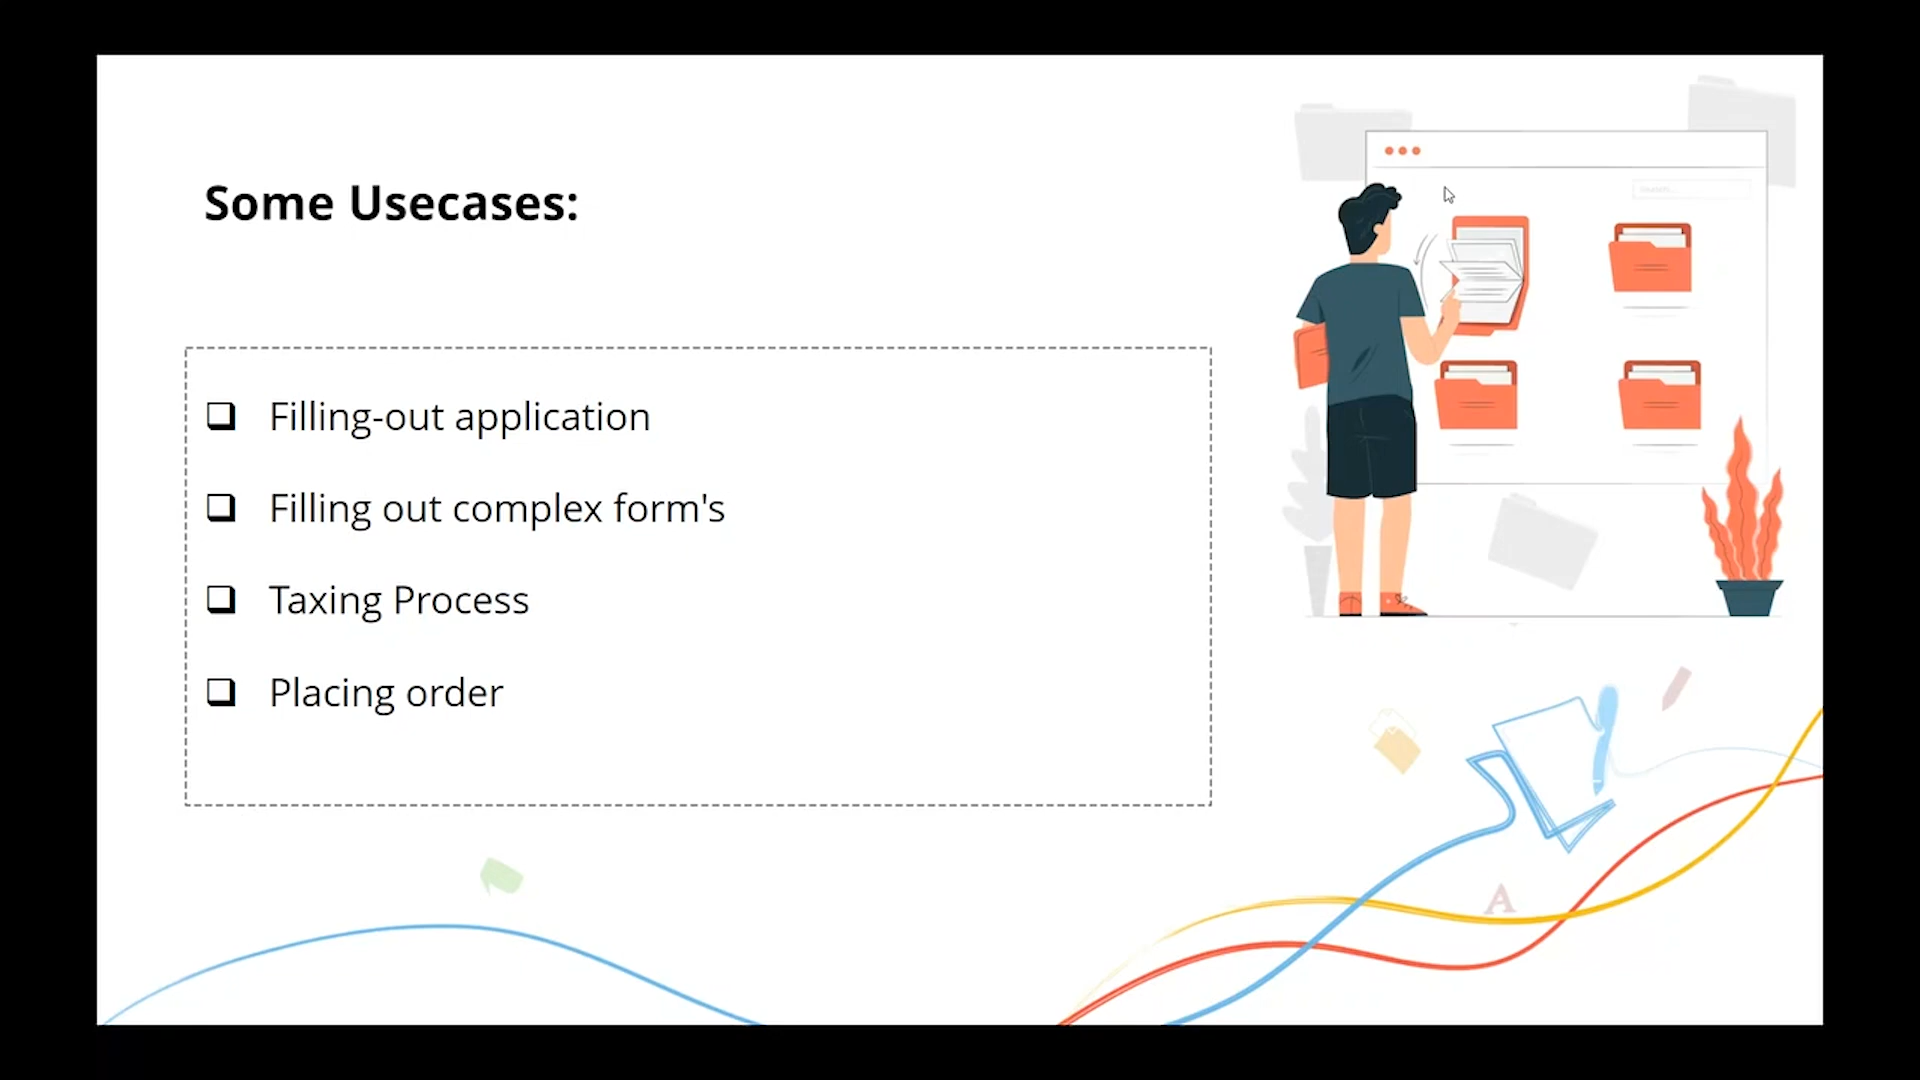 Some Usecases:
Filling-out application
Filling out complex form's
Taxing Process
Placing order
A